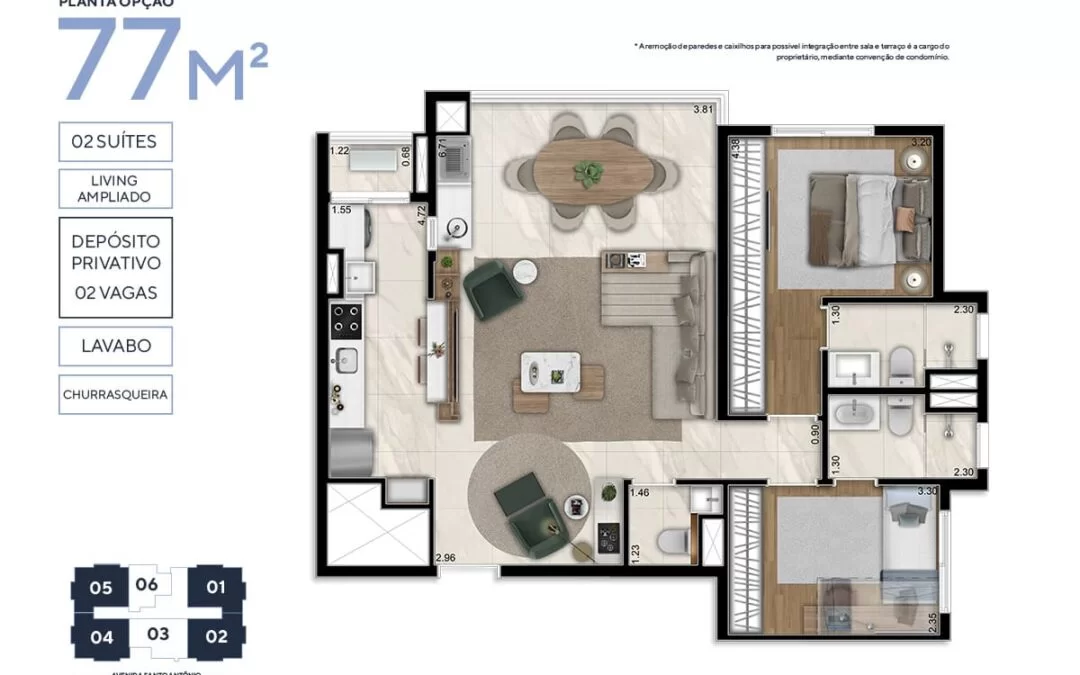 PLANTA OPÇÃO
77M²
* A remoção de paredes e caixilhos para possível integração entre sala e terraço é a cargo do
proprietário, mediante convenção de condomínio.
02 SUÍTES
LIVING
AMPLIADO
DEPÓSITO
PRIVATIVO
02 VAGAS
LAVABO
CHURRASQUEIRA
3.81
1.22
0.68
6.71
4.38
3.20
1.55
4.72
1.30
2.30
0.90
1.30
2.30
1.46
3.30
1.23
2.96
2.35
05
06
01
04
03
02